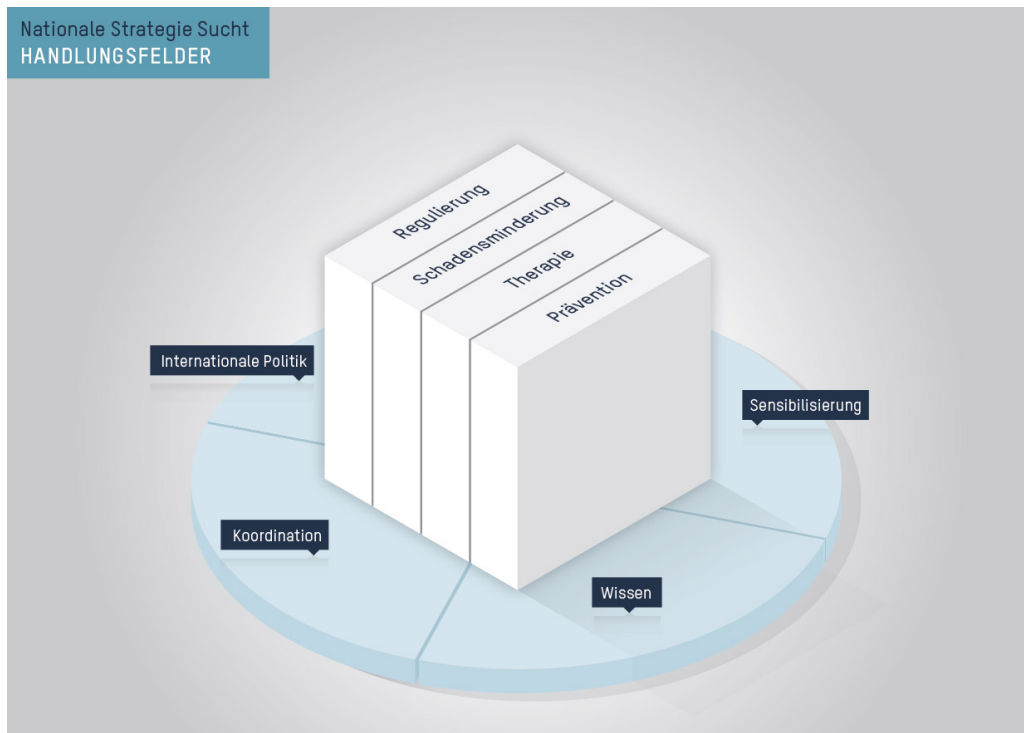 Nationale Strategie Sucht
HANDLUNGSFELDER
Regulierung
Schadensminderung
Therapie
Prävention
Internationale Politik
Sensibilisierung
Koordination
Wissen